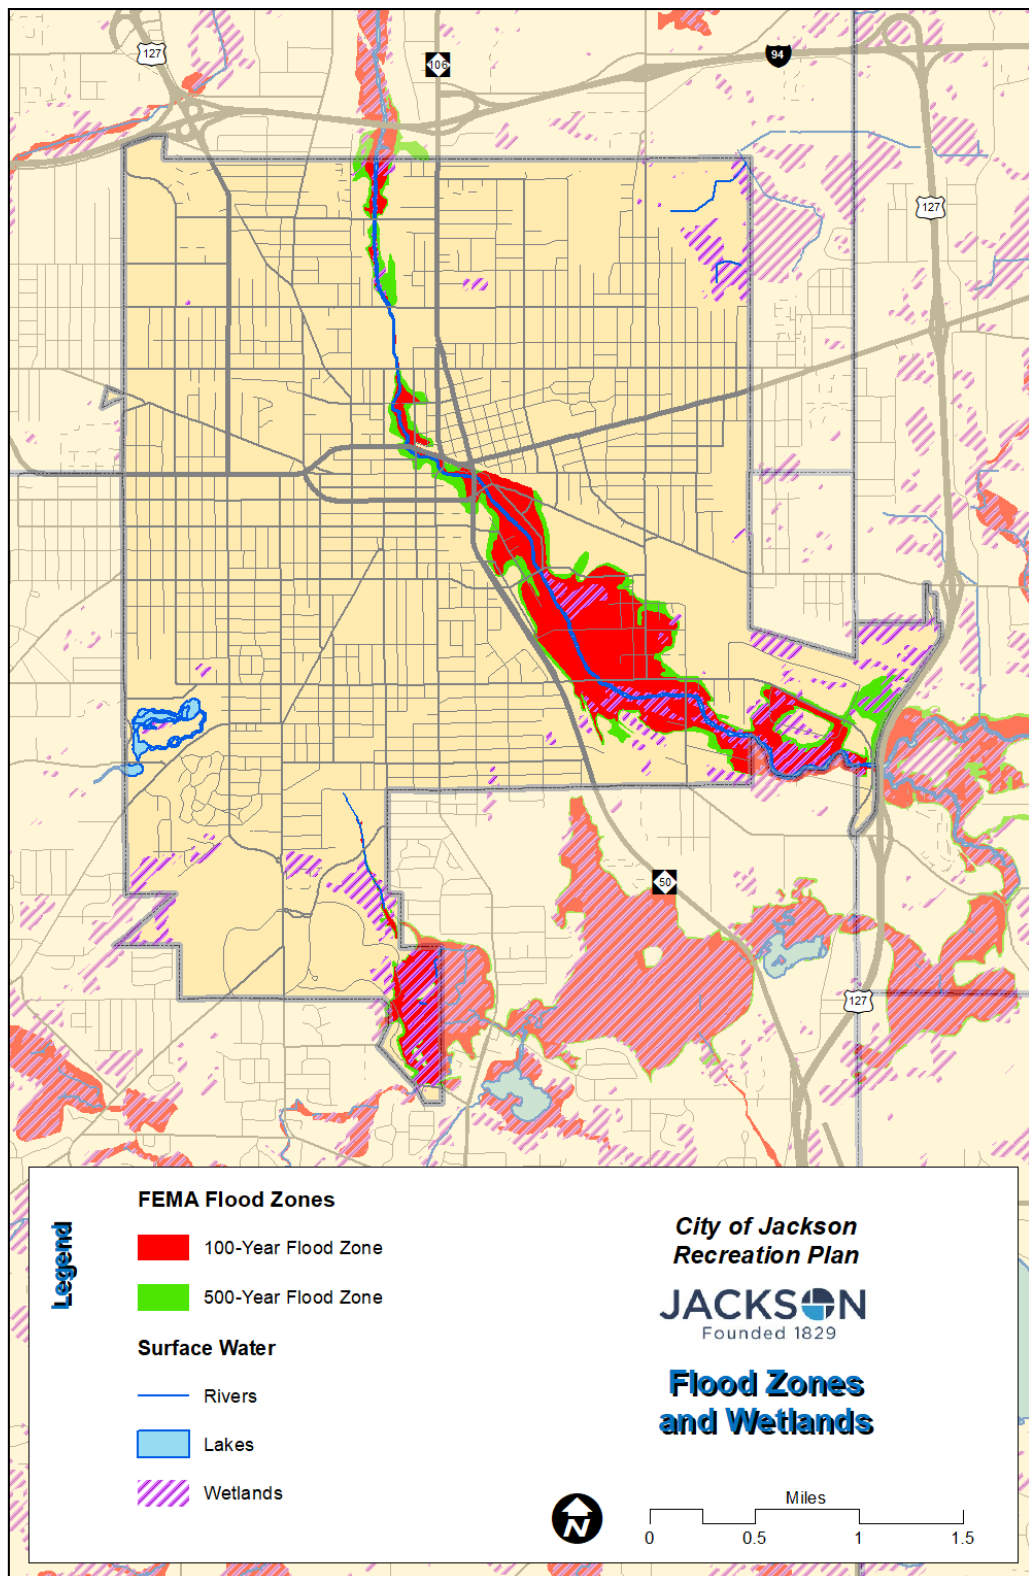 127
106
94
127
50
127
Legend
FEMA Flood Zones
100-Year Flood Zone
500-Year Flood Zone
Surface Water
Rivers
Lakes
Wetlands
City of Jackson
Recreation Plan
JACKSON
Founded 1829
Flood Zones
and Wetlands
N
Miles
0 0.5 1 1.5